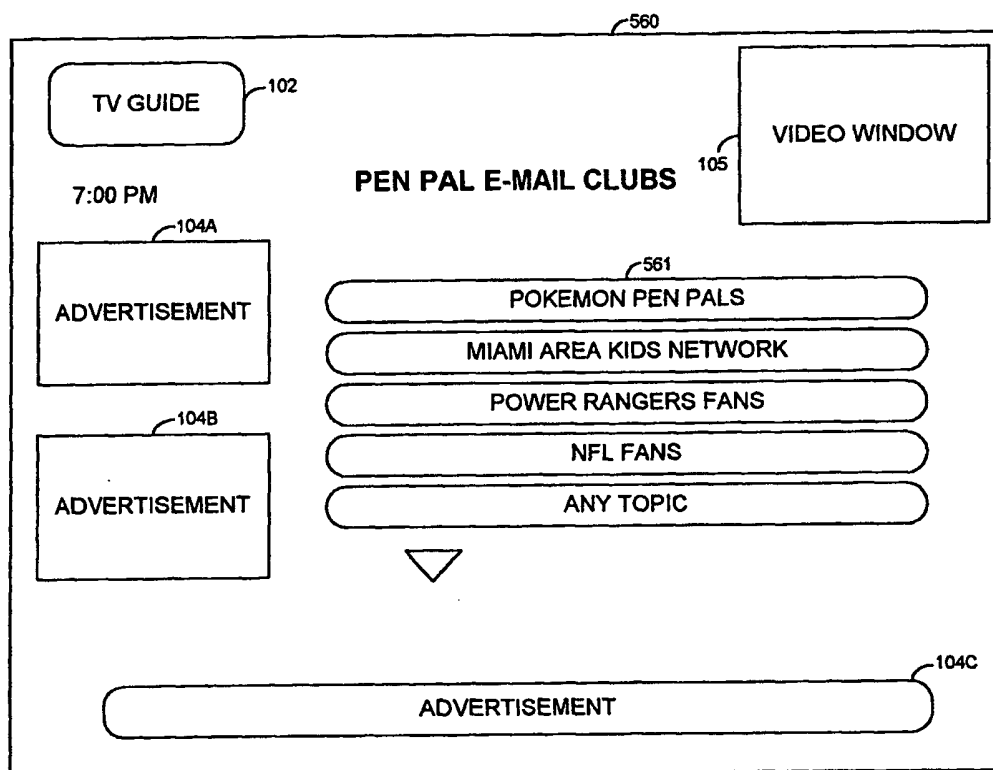 560
TV GUIDE
102
VIDEO WINDOW
105
PEN PAL E-MAIL CLUBS
7:00 PM
104A
ADVERTISEMENT
561
POKEMON PEN PALS
MIAMI AREA KIDS NETWORK
POWER RANGERS FANS
NFL FANS
ANY TOPIC
104B
ADVERTISEMENT
104C
ADVERTISEMENT